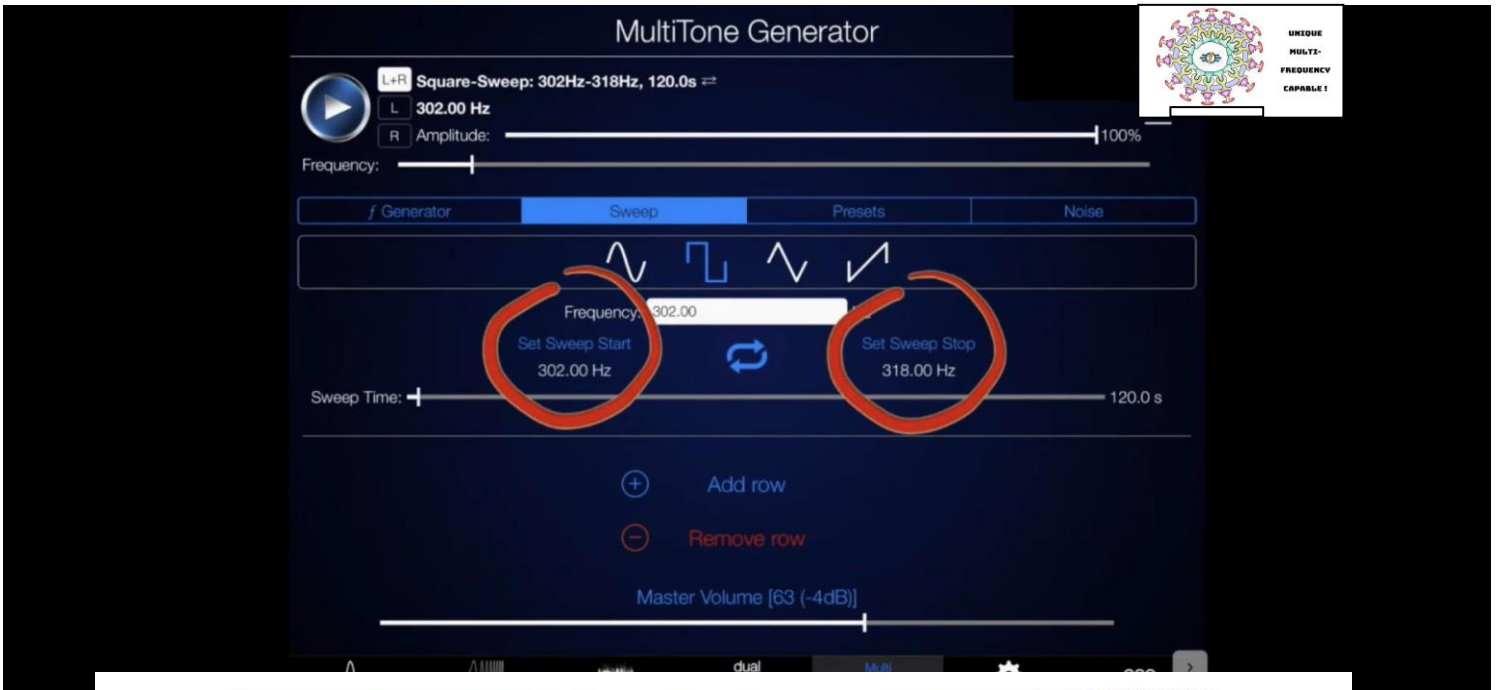 MultiTone Generator
UNIQUE
MULTI-
FREQUENCY
CAPABLE !
L+R Square-Sweep: 302Hz-318Hz, 120.0s ⇄
L 302.00 Hz
R Amplitude: 100%
Frequency:
ƒ Generator Sweep Presets Noise
Frequency: 302.00
Set Sweep Start Set Sweep Stop
302.00 Hz 318.00 Hz
Sweep Time: 120.0 s
+ Add row
− Remove row
Master Volume [63 (-4dB)]
dual Multi